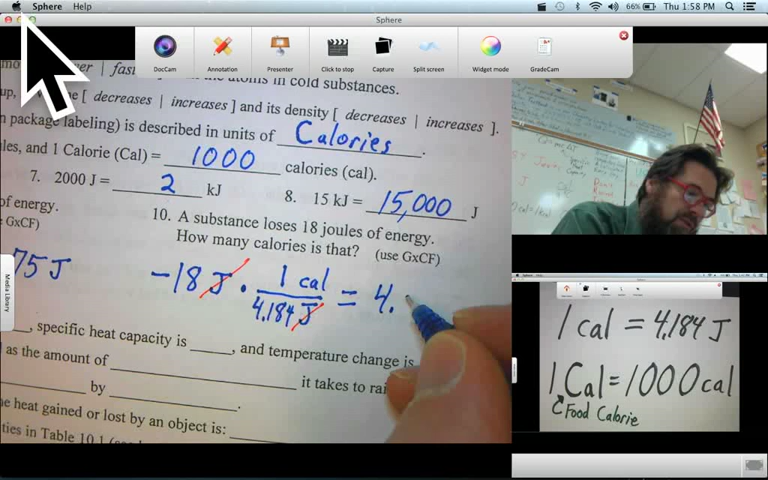 Sphere Help
66% Thu 1:58 PM
Sphere
DocCam Annotation Presenter Click to stop Capture Split screen Widget mode GradeCam
er | fas
the atoms in cold substances.
up, [ decreases | increases ] and its density [ decreases | increases ].
n package labeling) is described in units of Calories.
les, and 1 Calorie (Cal) = 1000 calories (cal).
7. 2000 J = 2 kJ
8. 15 kJ = 15,000 J
of energy.
GxCF)
10. A substance loses 18 joules of energy.
How many calories is that? (use GxCF)
75 J
-18 J · 1 cal / 4.184 J = 4.
, specific heat capacity is ____, and temperature change is
as the amount of ____ it takes to rai
____ by ____.
he heat gained or lost by an object is:
ties in Table 10.1
Media Library
1 cal = 4.184 J
1 Cal = 1000 cal
Food Calorie